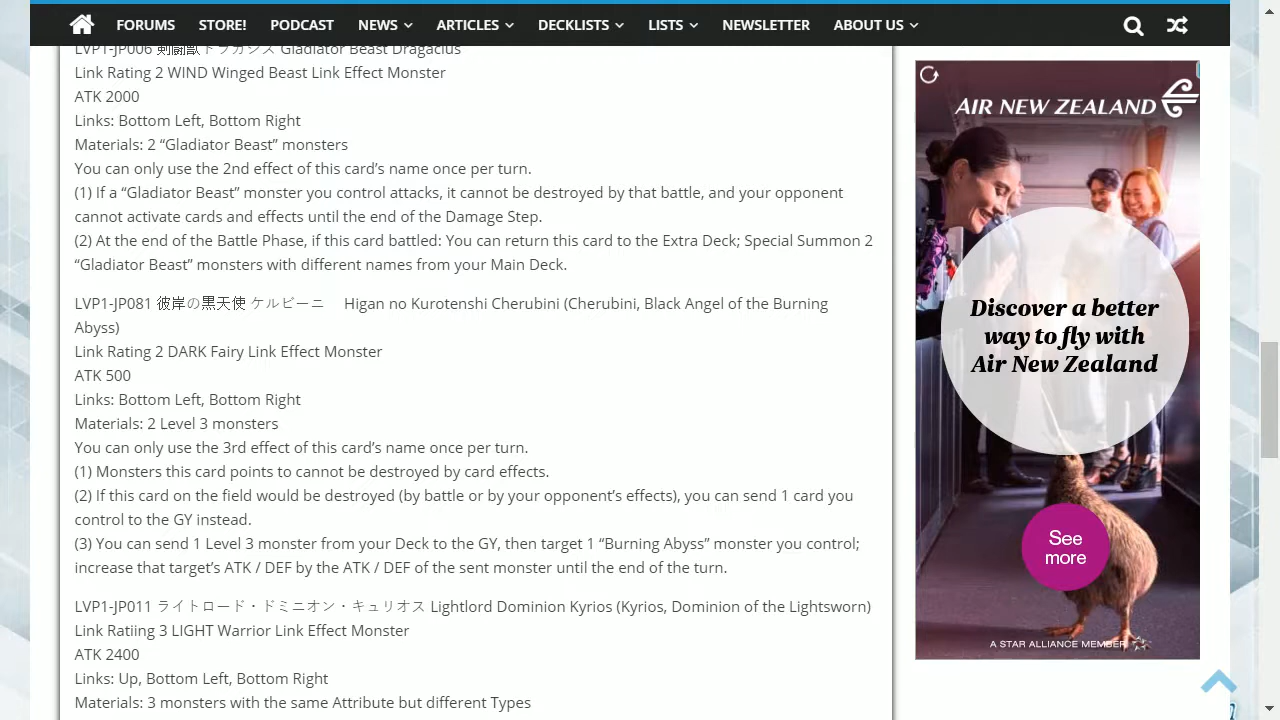 FORUMS STORE! PODCAST NEWS ARTICLES DECKLISTS LISTS NEWSLETTER ABOUT US
LVP1-JP006 剣闘獣ドラガシス Gladiator Beast Dragacius
Link Rating 2 WIND Winged Beast Link Effect Monster
ATK 2000
Links: Bottom Left, Bottom Right
Materials: 2 “Gladiator Beast” monsters
You can only use the 2nd effect of this card’s name once per turn.
(1) If a “Gladiator Beast” monster you control attacks, it cannot be destroyed by that battle, and your opponent
cannot activate cards and effects until the end of the Damage Step.
(2) At the end of the Battle Phase, if this card battled: You can return this card to the Extra Deck; Special Summon 2
“Gladiator Beast” monsters with different names from your Main Deck.
LVP1-JP081 彼岸の黒天使 ケルビーニ Higan no Kurotenshi Cherubini (Cherubini, Black Angel of the Burning
Abyss)
Link Rating 2 DARK Fairy Link Effect Monster
ATK 500
Links: Bottom Left, Bottom Right
Materials: 2 Level 3 monsters
You can only use the 3rd effect of this card’s name once per turn.
(1) Monsters this card points to cannot be destroyed by card effects.
(2) If this card on the field would be destroyed (by battle or by your opponent’s effects), you can send 1 card you
control to the GY instead.
(3) You can send 1 Level 3 monster from your Deck to the GY, then target 1 “Burning Abyss” monster you control;
increase that target’s ATK / DEF by the ATK / DEF of the sent monster until the end of the turn.
LVP1-JP011 ライトロード・ドミニオン・キュリオス Lightlord Dominion Kyrios (Kyrios, Dominion of the Lightsworn)
Link Ratiing 3 LIGHT Warrior Link Effect Monster
ATK 2400
Links: Up, Bottom Left, Bottom Right
Materials: 3 monsters with the same Attribute but different Types
AIR NEW ZEALAND
Discover a better
way to fly with
Air New Zealand
See
more
A STAR ALLIANCE MEMBER